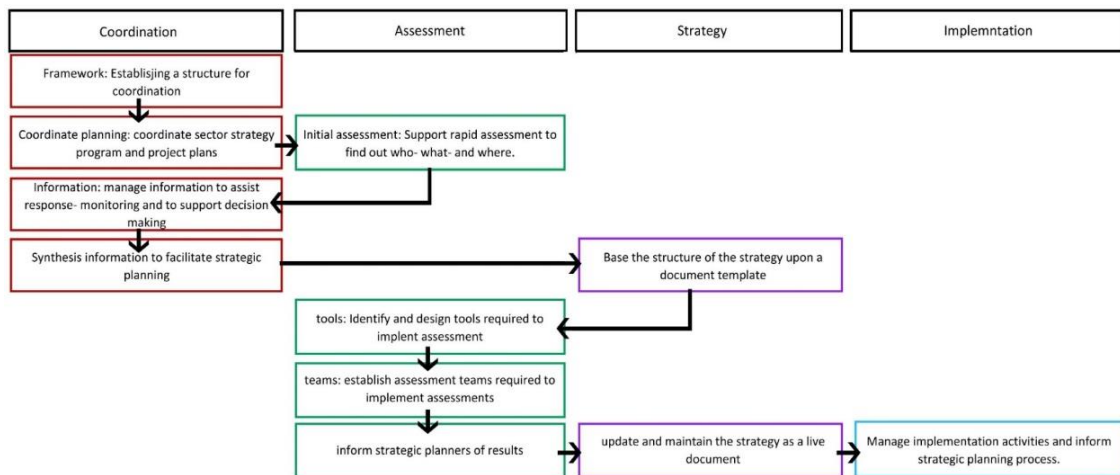 Coordination
Assessment
Strategy
Implemntation
Framework: Establisjing a structure for
coordination
Coordinate planning: coordinate sector strategy
program and project plans
Initial assessment: Support rapid assessment to
find out who- what- and where.
Information: manage information to assist
response- monitoring and to support decision
making
Synthesis information to facilitate strategic
planning
Base the structure of the strategy upon a
document template
tools: Identify and design tools required to
implent assessment
teams: establish assessment teams required to
implement assessments
inform strategic planners of results
update and maintain the strategy as a live
document
Manage implementation activities and inform
strategic planning process.